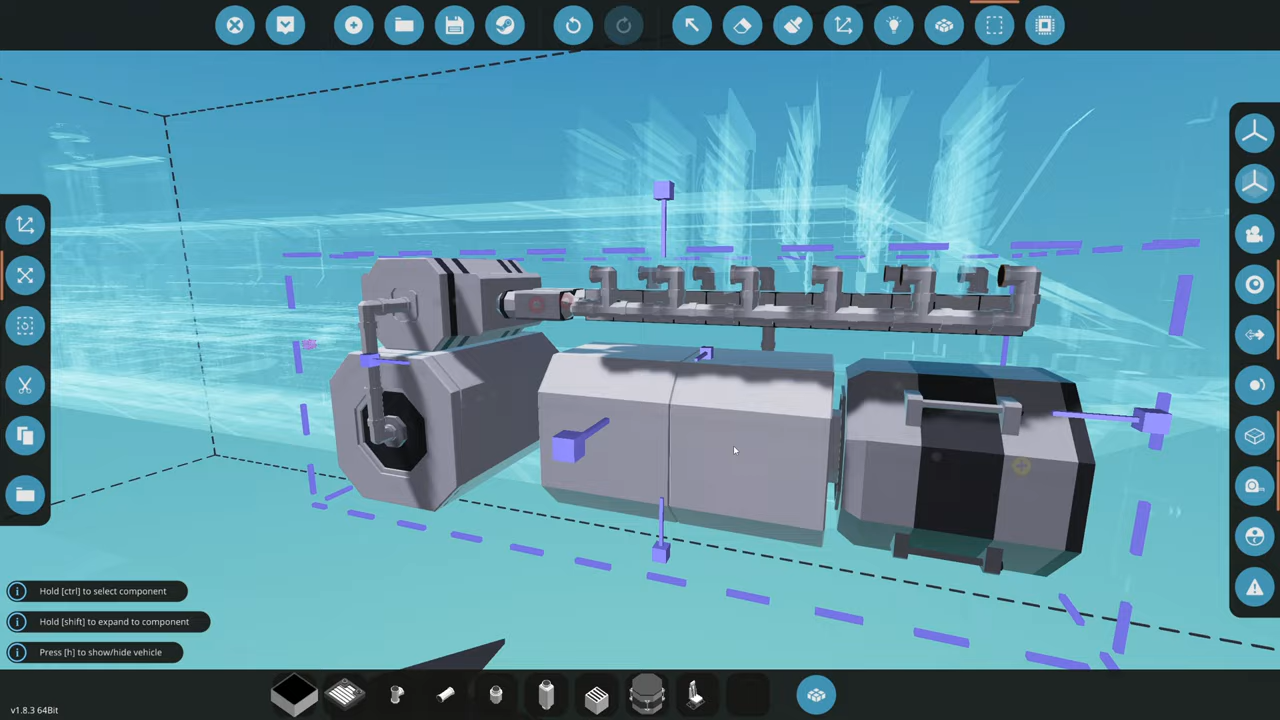 Hold [ctrl] to select component
Hold [shift] to expand to component
Press [h] to show/hide vehicle
v1.8.3 64Bit